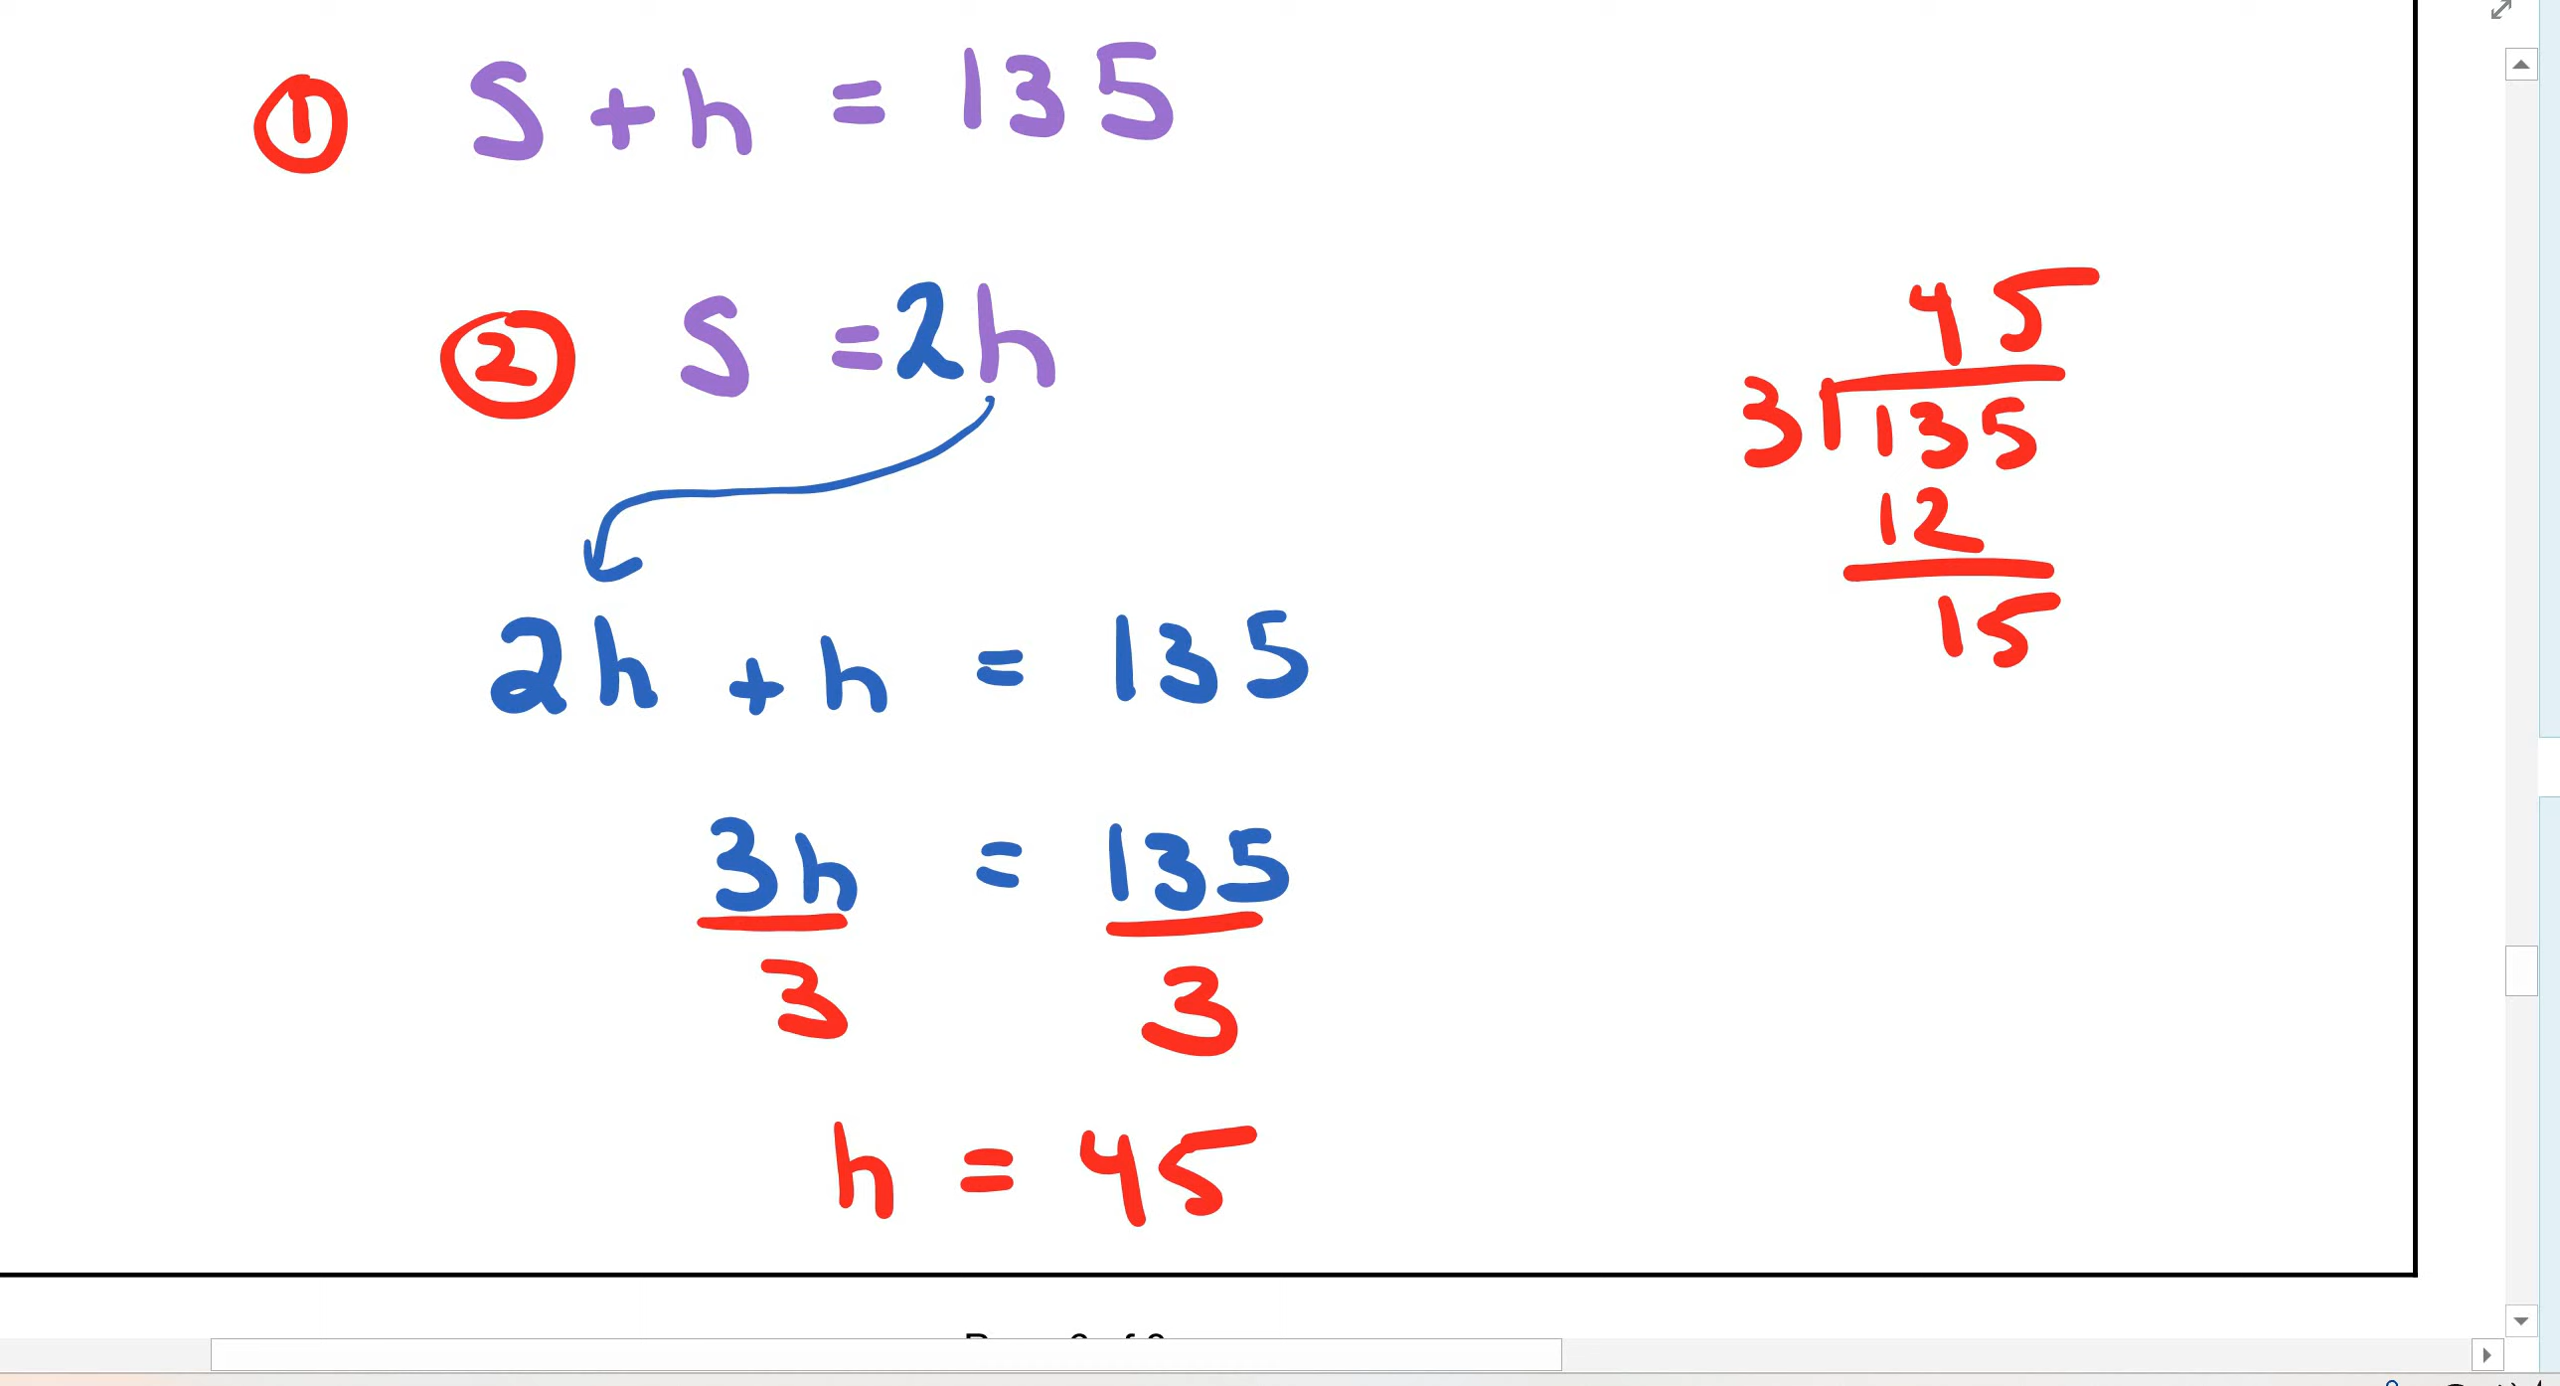 ① S + h = 135
② S = 2h
2h + h = 135
3h = 135
3 3
h = 45
45
3 135
12
15